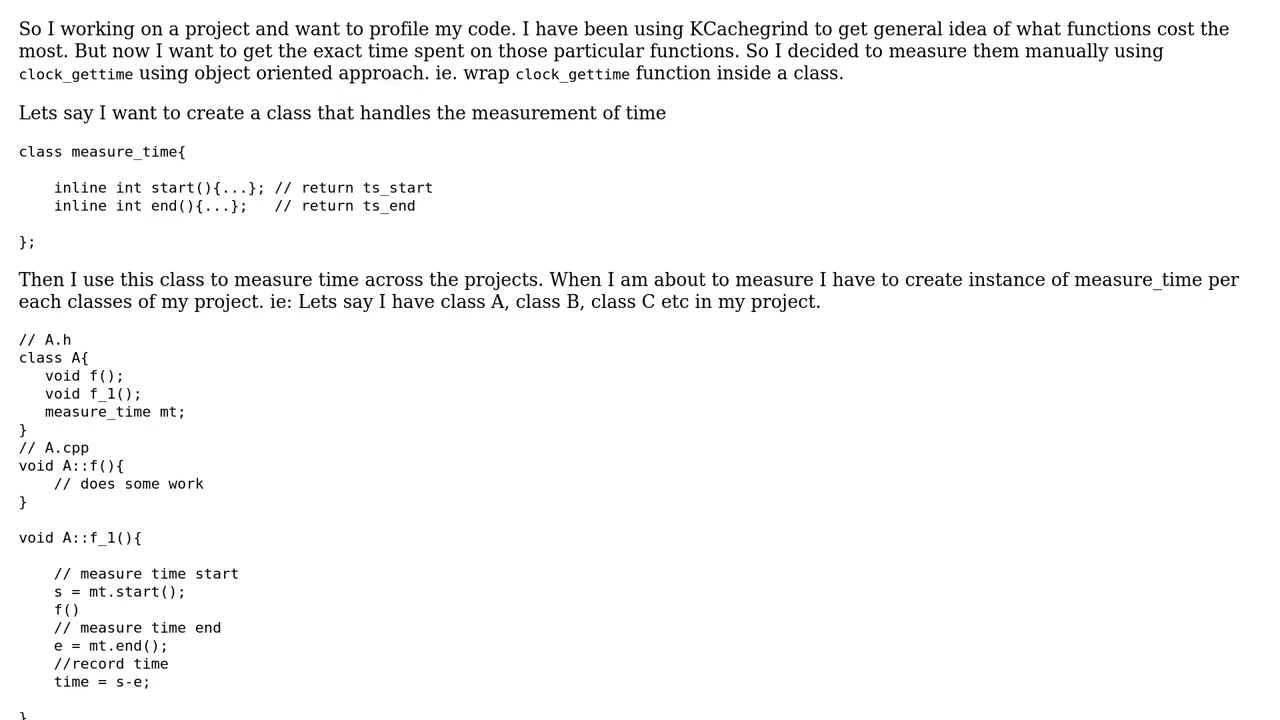 So I working on a project and want to profile my code. I have been using KCachegrind to get general idea of what functions cost the
most. But now I want to get the exact time spent on those particular functions. So I decided to measure them manually using
clock_gettime using object oriented approach. ie. wrap clock_gettime function inside a class.
Lets say I want to create a class that handles the measurement of time
class measure_time{
    inline int start(){...}; // return ts_start
    inline int end(){...};   // return ts_end
};
Then I use this class to measure time across the projects. When I am about to measure I have to create instance of measure_time per
each classes of my project. ie: Lets say I have class A, class B, class C etc in my project.
// A.h
class A{
   void f();
   void f_1();
   measure_time mt;
}
// A.cpp
void A::f(){
    // does some work
}
void A::f_1(){
    // measure time start
    s = mt.start();
    f()
    // measure time end
    e = mt.end();
    //record time
    time = s-e;
}